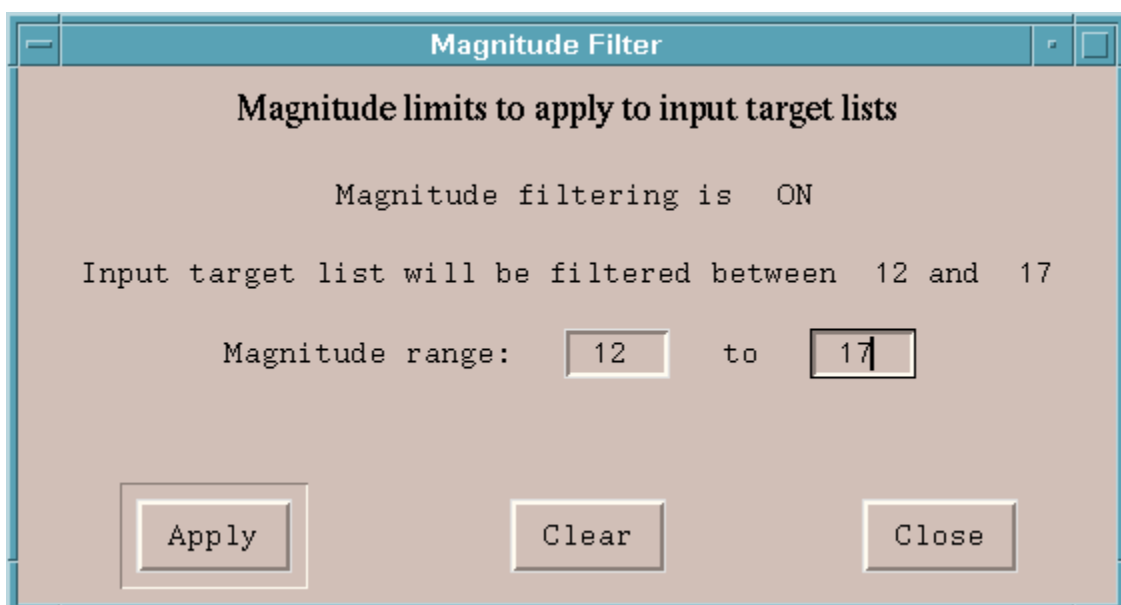 Magnitude Filter
Magnitude limits to apply to input target lists
Magnitude filtering is ON
Input target list will be filtered between 12 and 17
Magnitude range: 12 to 17
Apply Clear Close